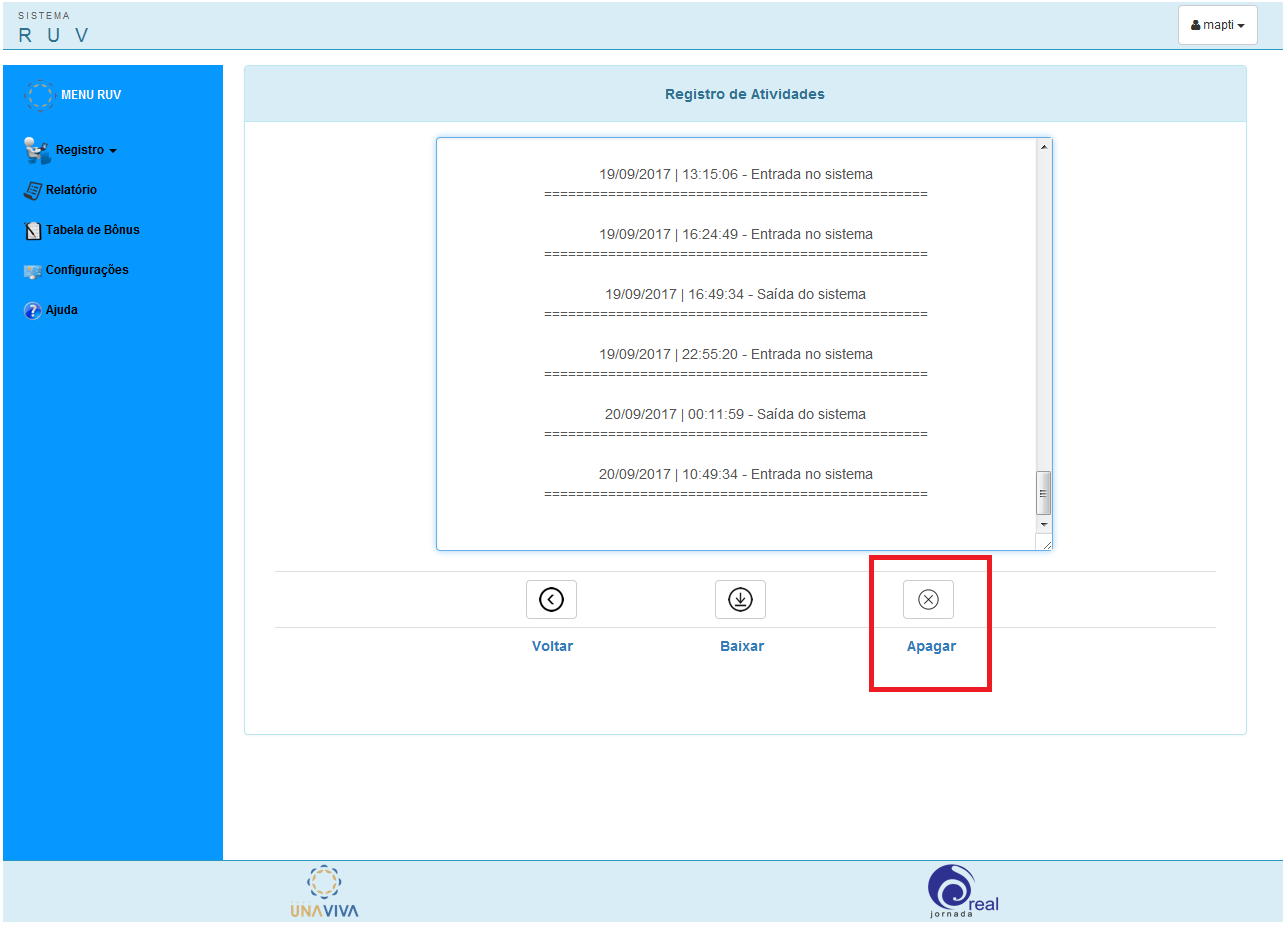 SISTEMA
R U V
mapti
MENU RUV
Registro
Relatório
Tabela de Bônus
Configurações
Ajuda
Registro de Atividades
19/09/2017 | 13:15:06 - Entrada no sistema
================================================
19/09/2017 | 16:24:49 - Entrada no sistema
================================================
19/09/2017 | 16:49:34 - Saída do sistema
================================================
19/09/2017 | 22:55:20 - Entrada no sistema
================================================
20/09/2017 | 00:11:59 - Saída do sistema
================================================
20/09/2017 | 10:49:34 - Entrada no sistema
================================================
Voltar
Baixar
Apagar
UNAVIVA
real
jornada